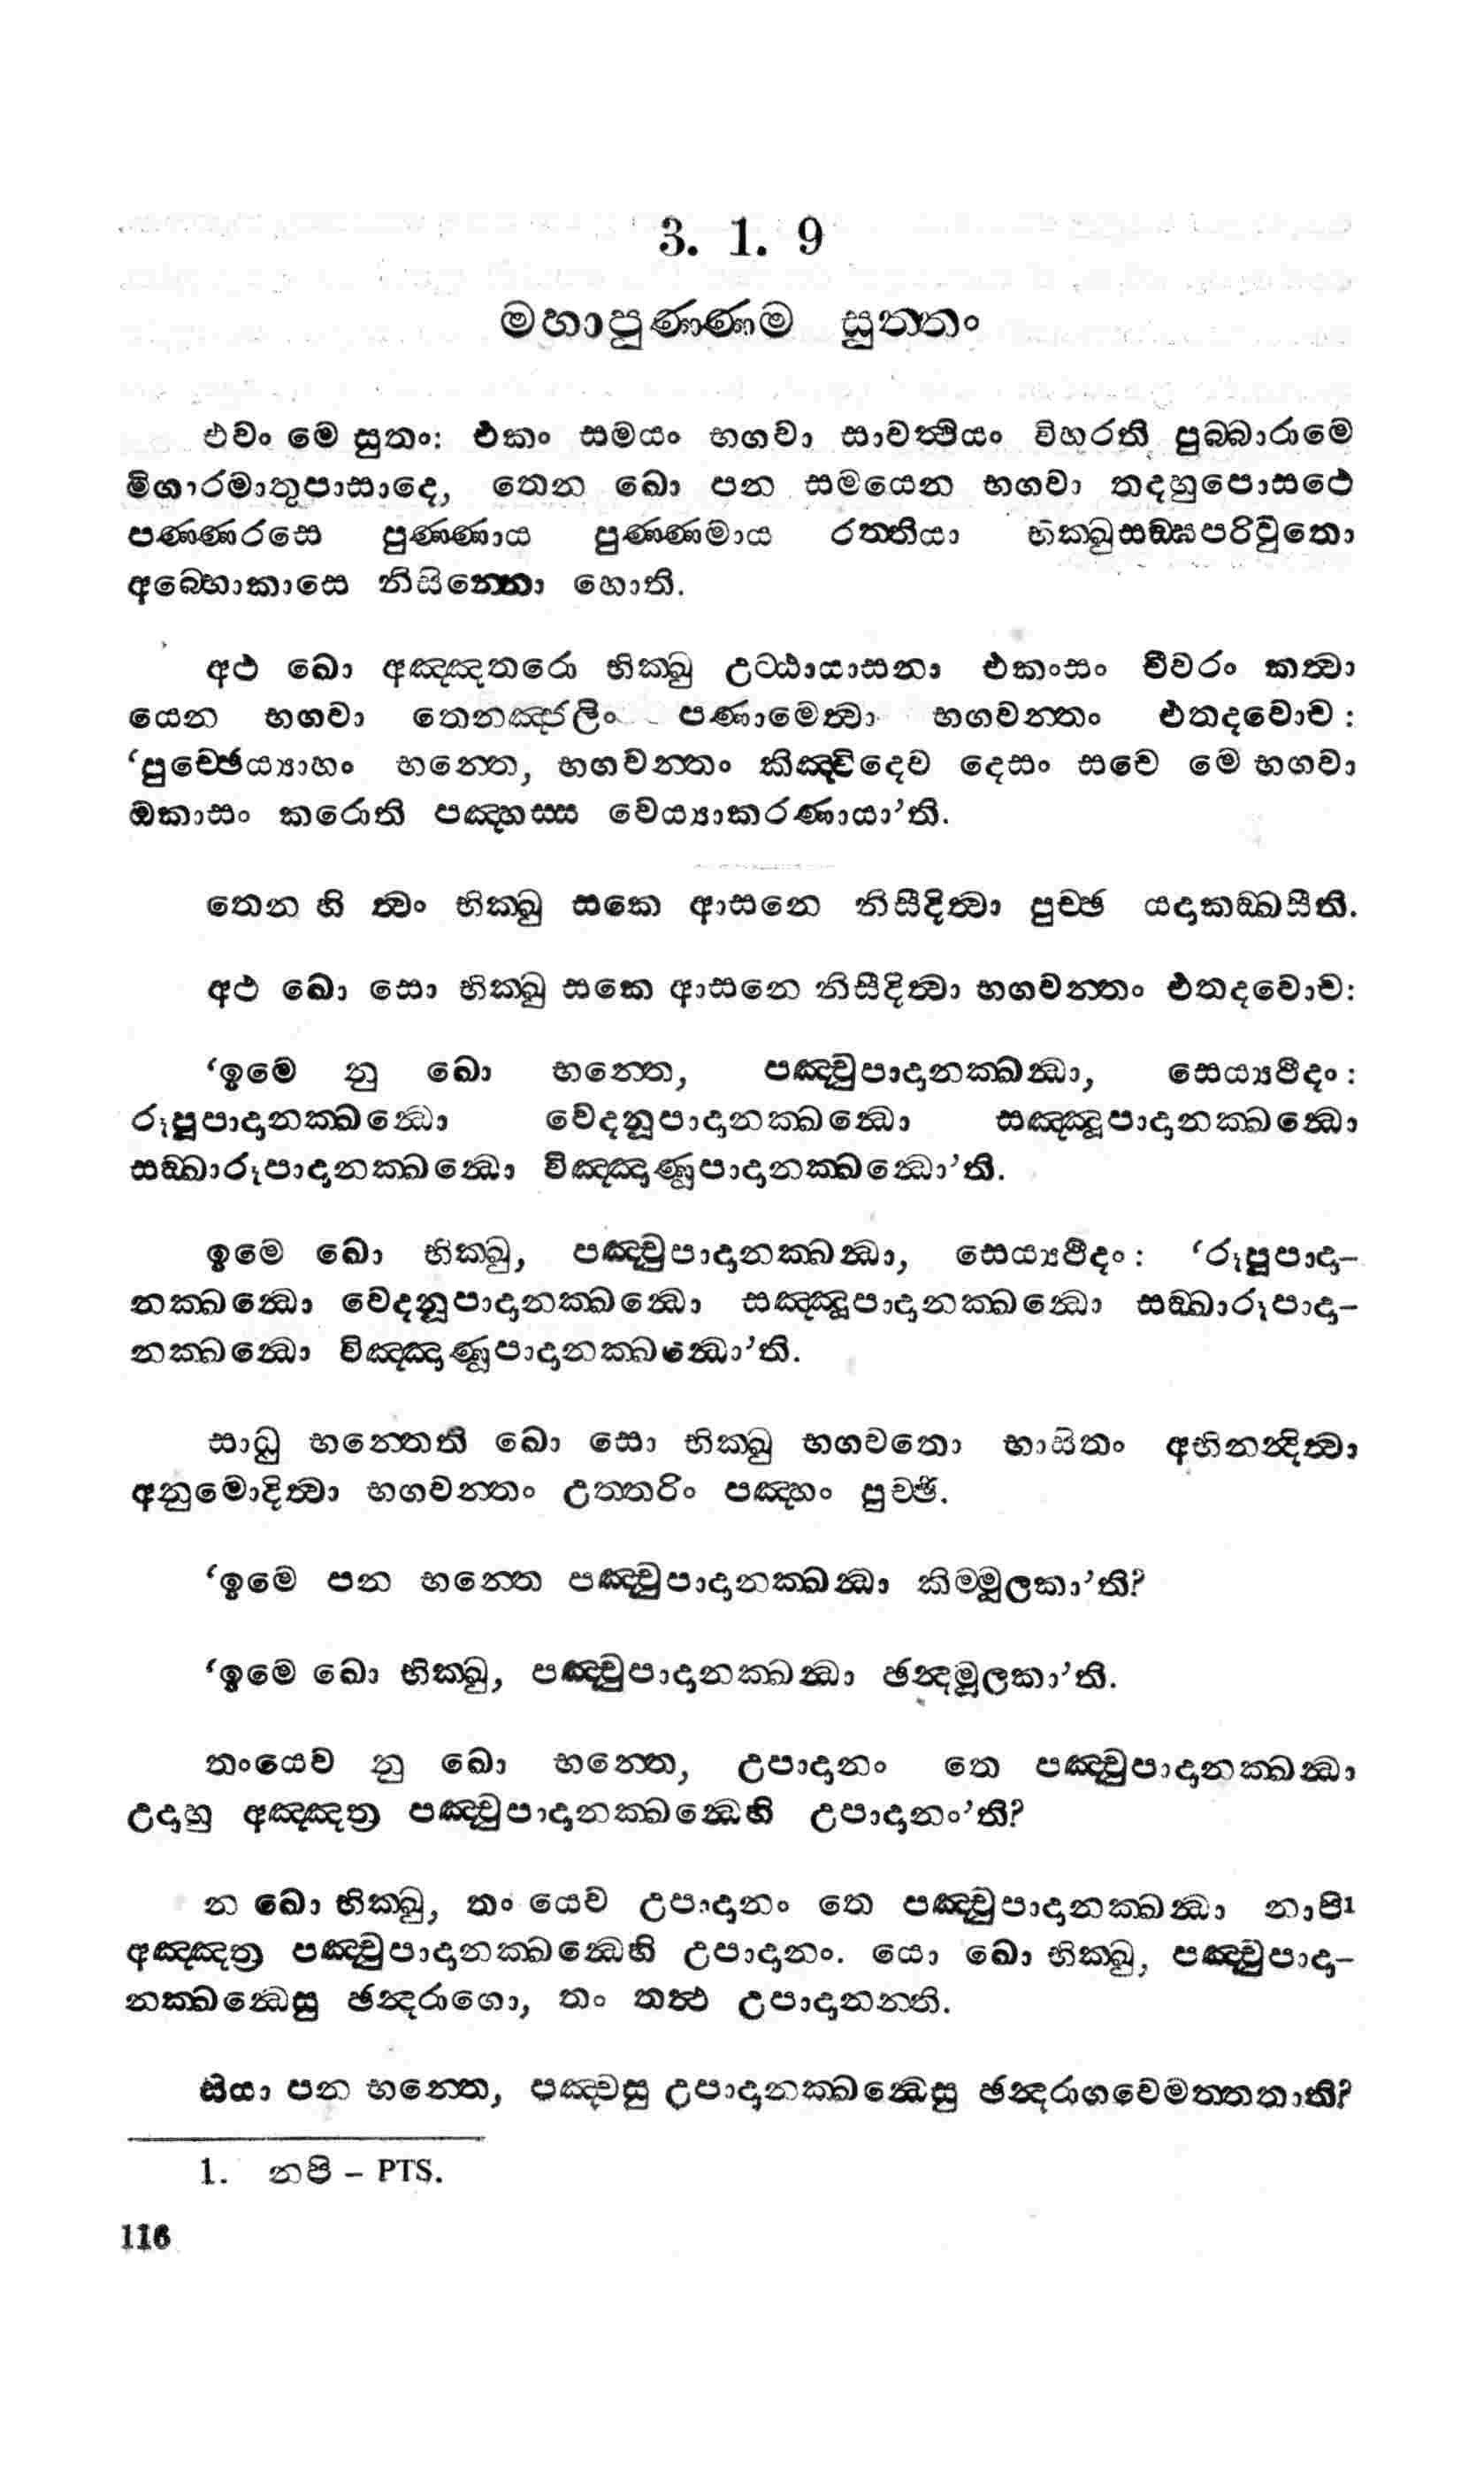 3. 1. 9
මහාපුණ්ණම සුත්තං
එවං මෙ සුතං: එකං සමයං භගවා සාවත්ථියං විහරති පුබ්බාරාමෙ
මිගාරමාතුපාසාදෙ, තෙන ඛො පන සමයෙන භගවා තදහුපොසථෙ
පණ්ණරසෙ පුණ්ණාය පුණ්ණමාය රත්තියා භික්ඛුසඞ්ඝපරිවුතො
අබ්භොකාසෙ නිසින්නො හොති.
අථ ඛො අඤ්ඤතරො භික්ඛු උට්ඨායාසනා එකංසං චීවරං කත්වා
යෙන භගවා තෙනඤ්ජලිං පණාමෙත්වා භගවන්තං එතදවොච :
‘පුච්ඡෙය්‍යාහං භන්තෙ, භගවන්තං කිඤ්චිදෙව දෙසං සචෙ මෙ භගවා
ඔකාසං කරොති පඤ්හස්ස වෙය්‍යාකරණායා’ති.
තෙන හි ත්වං භික්ඛු සකෙ ආසනෙ නිසීදිත්වා පුච්ඡ යදාකඞ්ඛසීති.
අථ ඛො සො භික්ඛු සකෙ ආසනෙ නිසීදිත්වා භගවන්තං එතදවොච:
‘ඉමෙ නු ඛො භන්තෙ, පඤ්චුපාදානක්ඛන්ධා, සෙය්‍යථීදං :
රූපූපාදානක්ඛන්ධො වෙදනූපාදානක්ඛන්ධො සඤ්ඤූපාදානක්ඛන්ධො
සඞ්ඛාරූපාදානක්ඛන්ධො විඤ්ඤාණූපාදානක්ඛන්ධො’ති.
ඉමෙ ඛො භික්ඛු, පඤ්චුපාදානක්ඛන්ධා, සෙය්‍යථීදං : ‘රූපූපාදා-
නක්ඛන්ධො වෙදනූපාදානක්ඛන්ධො සඤ්ඤූපාදානක්ඛන්ධො සඞ්ඛාරූපාදා-
නක්ඛන්ධො විඤ්ඤාණූපාදානක්ඛන්ධො’ති.
සාධු භන්තෙති ඛො සො භික්ඛු භගවතො භාසිතං අභිනන්දිත්වා
අනුමොදිත්වා භගවන්තං උත්තරිං පඤ්හං පුච්ඡි.
‘ඉමෙ පන භන්තෙ පඤ්චුපාදානක්ඛන්ධා කිම්මූලකා’ති?
‘ඉමෙ ඛො භික්ඛු, පඤ්චුපාදානක්ඛන්ධා ඡන්දමූලකා’ති.
තංයෙව නු ඛො භන්තෙ, උපාදානං තෙ පඤ්චුපාදානක්ඛන්ධා
උදාහු අඤ්ඤත්‍ර පඤ්චුපාදානක්ඛන්ධෙහි උපාදානං’ති?
න ඛො භික්ඛු, තං යෙව උපාදානං තෙ පඤ්චුපාදානක්ඛන්ධා නාපි¹
අඤ්ඤත්‍ර පඤ්චුපාදානක්ඛන්ධෙහි උපාදානං. යො ඛො භික්ඛු, පඤ්චුපාදා-
නක්ඛන්ධෙසු ඡන්දරාගො, තං තත්ථ උපාදානන්ති.
සියා පන භන්තෙ, පඤ්චසු උපාදානක්ඛන්ධෙසු ඡන්දරාගවෙමත්තතාති?
1. නපි – PTS.
116